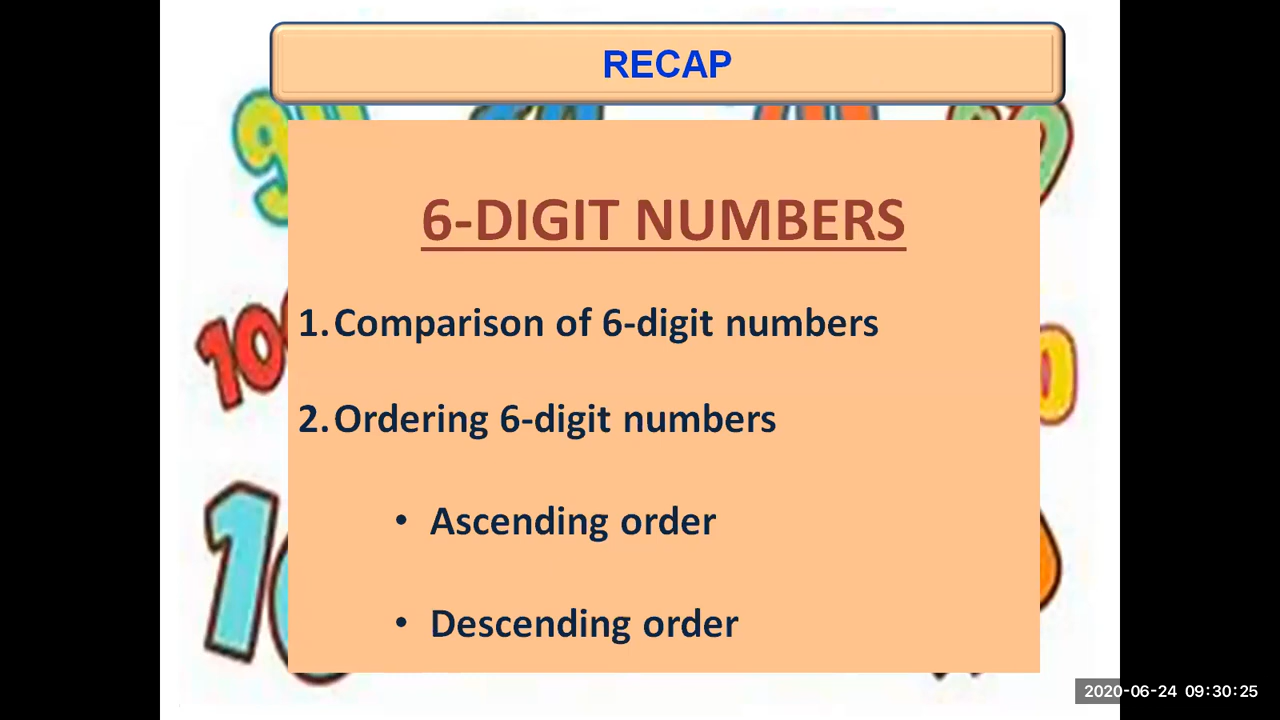 RECAP
6-DIGIT NUMBERS
1. Comparison of 6-digit numbers
2. Ordering 6-digit numbers
• Ascending order
• Descending order
2020-06-24 09:30:25